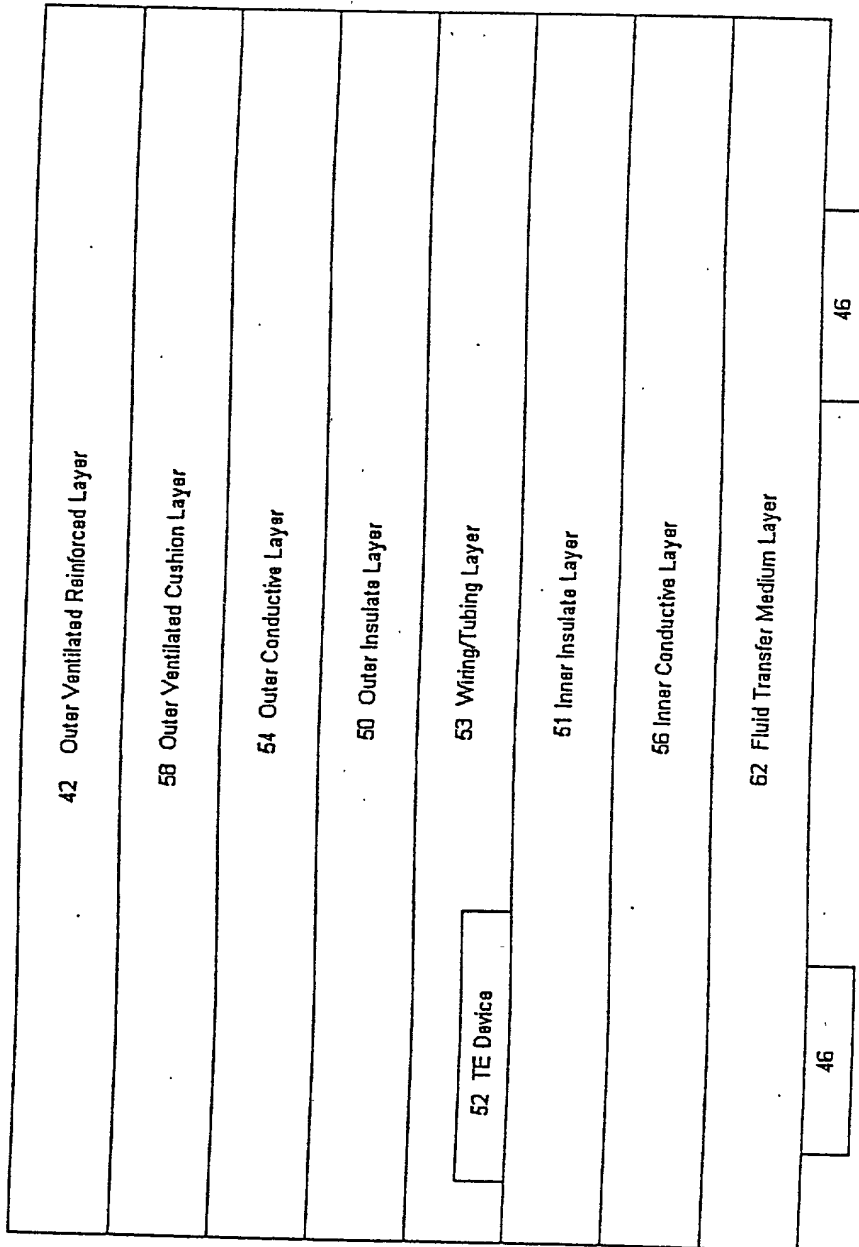 42 Outer Ventilated Reinforced Layer
58 Outer Ventilated Cushion Layer
54 Outer Conductive Layer
50 Outer Insulate Layer
53 Wiring/Tubing Layer
52 TE Device
51 Inner Insulate Layer
56 Inner Conductive Layer
62 Fluid Transfer Medium Layer
46
46